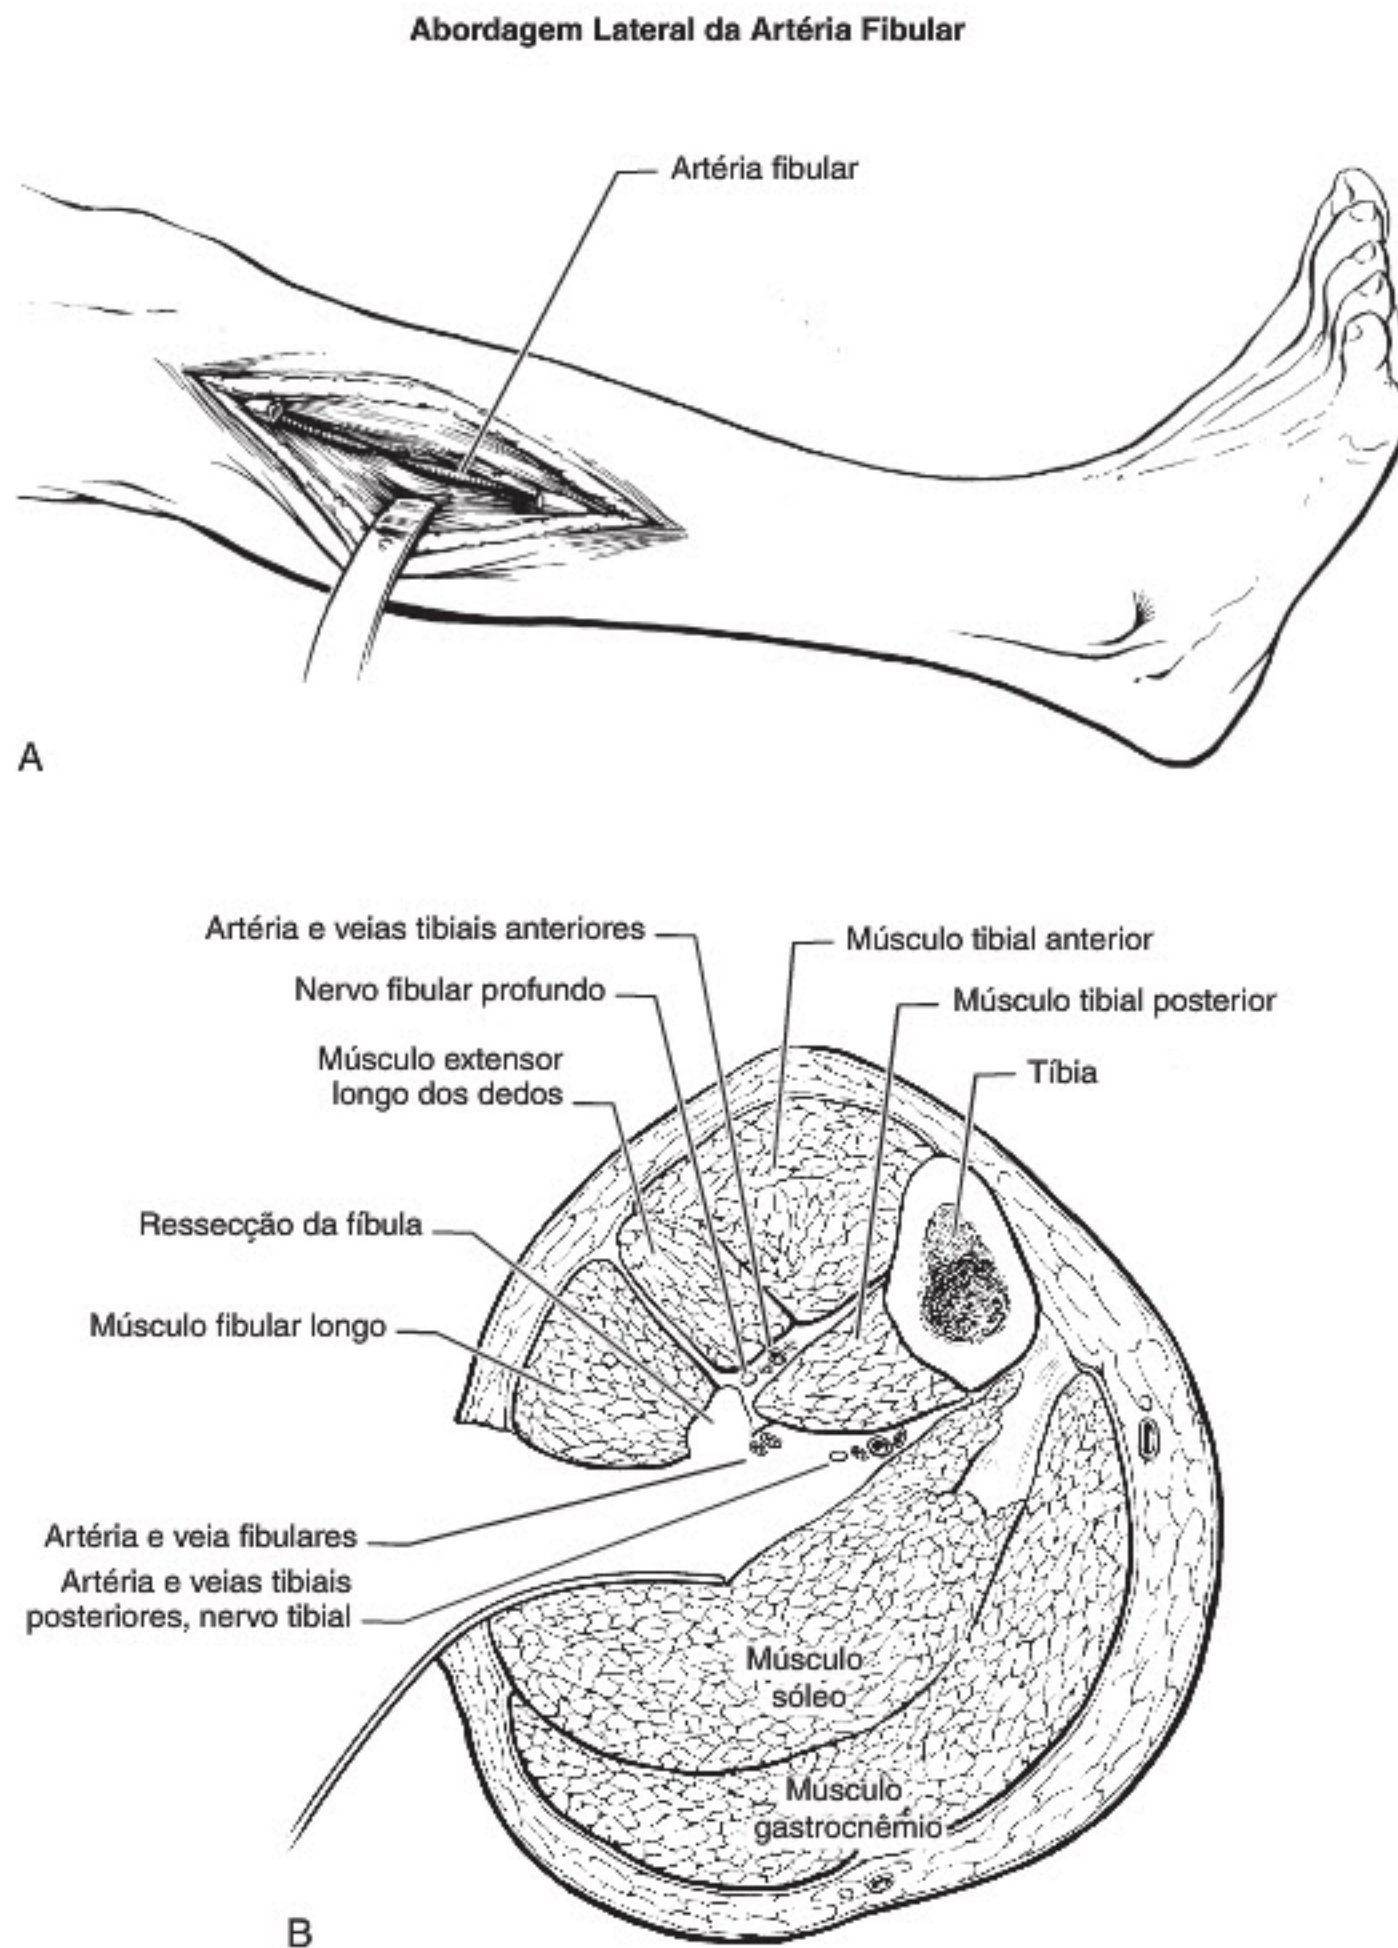 Abordagem Lateral da Artéria Fibular
Artéria fibular
A
Artéria e veias tibiais anteriores
Músculo tibial anterior
Nervo fibular profundo
Músculo tibial posterior
Músculo extensor
longo dos dedos
Tíbia
Ressecção da fíbula
Músculo fibular longo
Artéria e veia fibulares
Artéria e veias tibiais
posteriores, nervo tibial
Músculo
sóleo
Músculo
gastrocnêmio
B